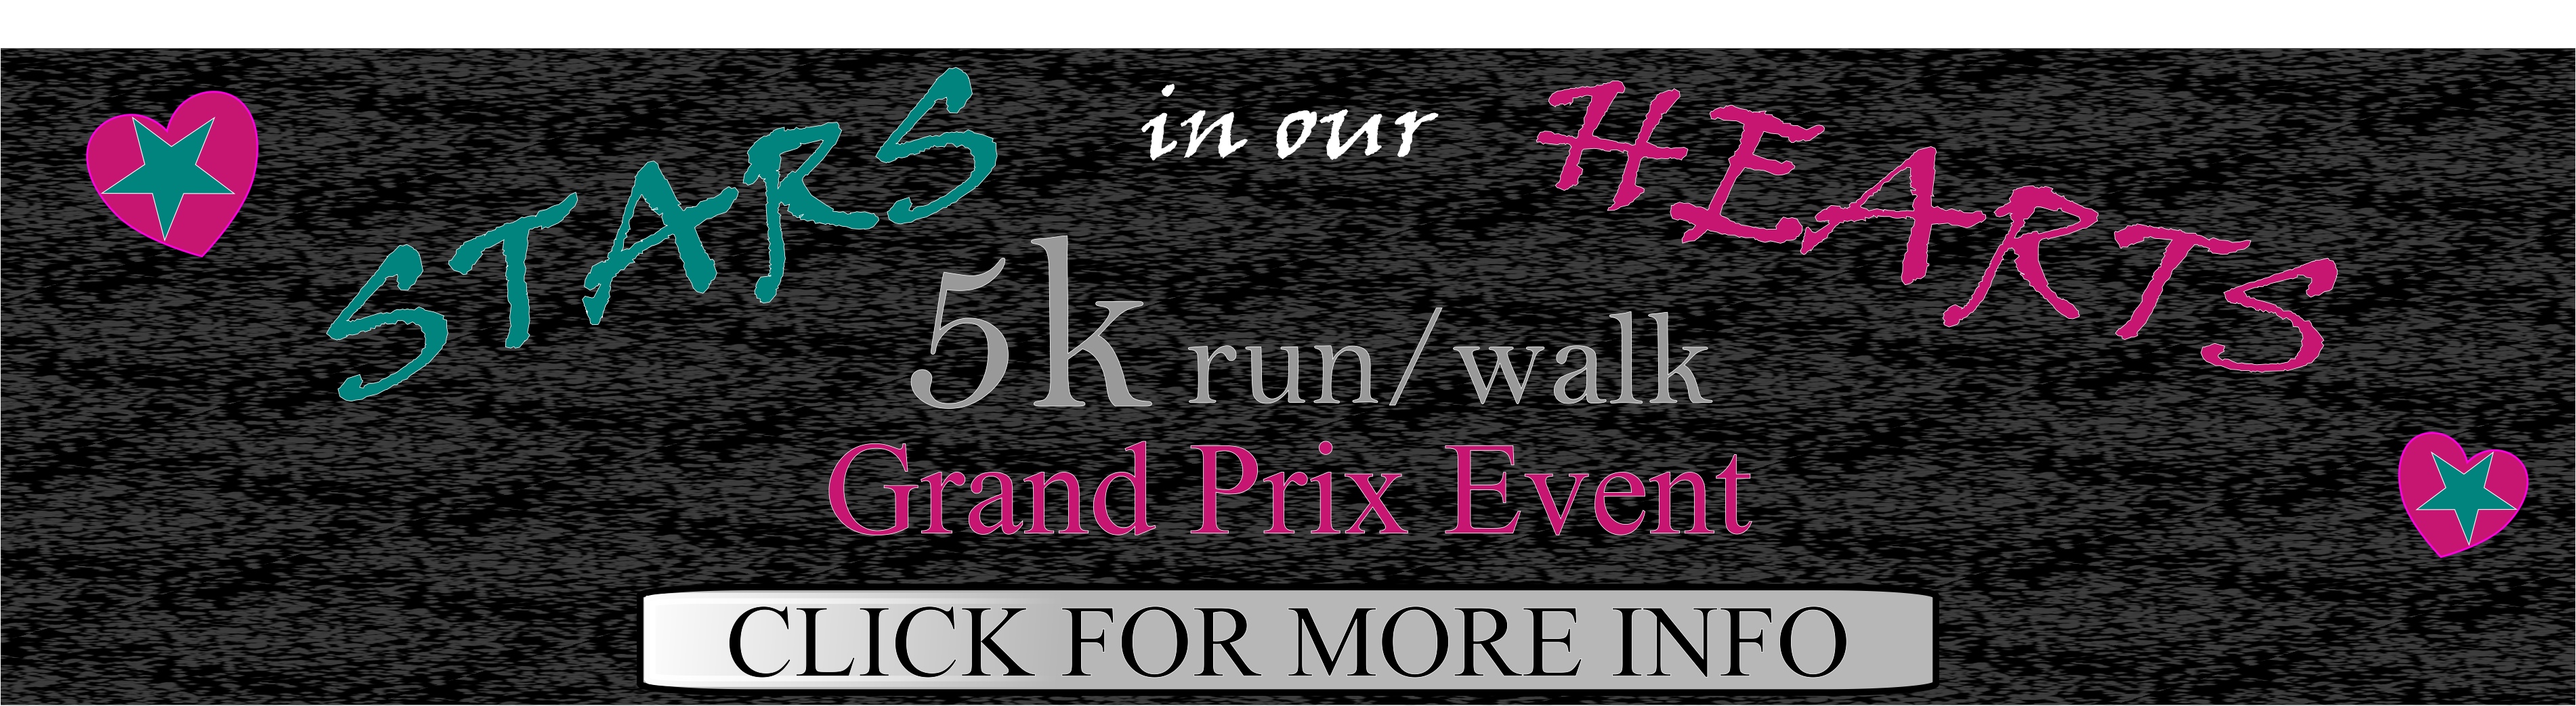 STARS in our HEARTS
5k run/walk
Grand Prix Event
CLICK FOR MORE INFO